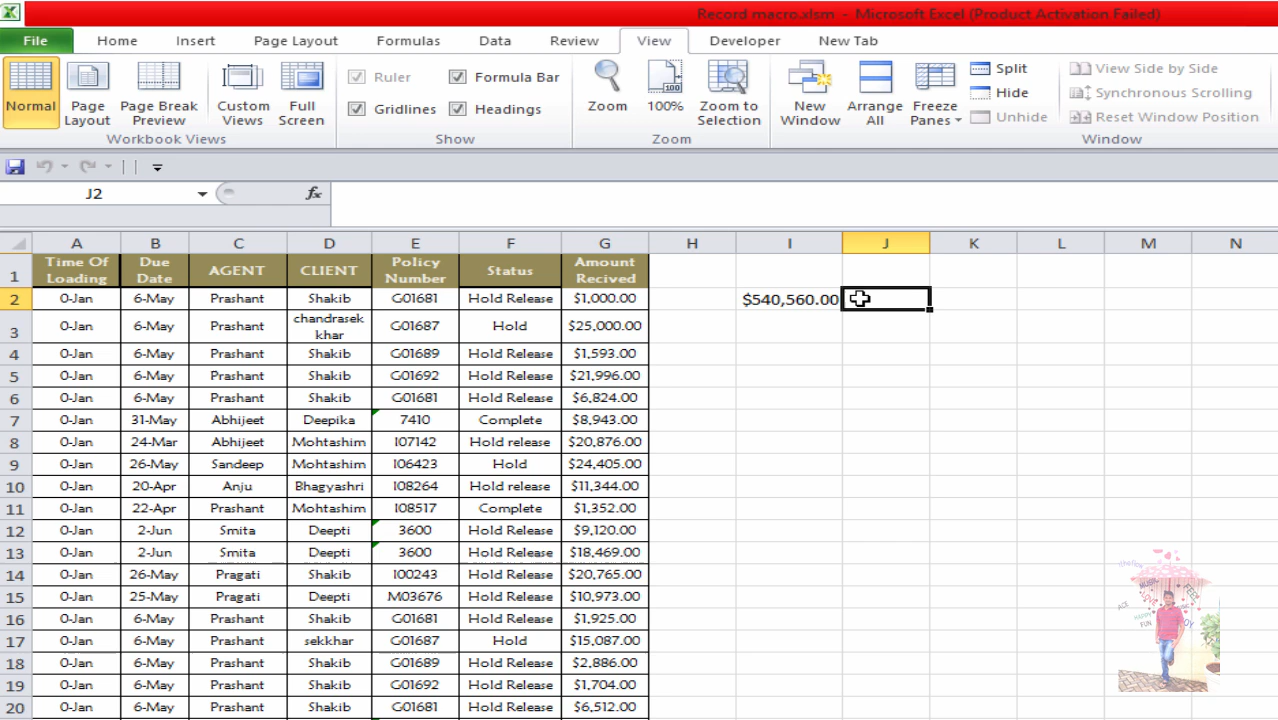 Record macro.xlsm - Microsoft Excel (Product Activation Failed)
File Home Insert Page Layout Formulas Data Review View Developer New Tab
Normal Page Layout Page Break Preview Custom Views Full Screen
Workbook Views
Ruler Formula Bar
Gridlines Headings
Show
Zoom 100% Zoom to Selection
Zoom
New Window Arrange All Freeze Panes
Split
Hide
Unhide
View Side by Side
Synchronous Scrolling
Reset Window Position
Window
J2 fx
A B C D E F G H I J K L M N
1 Time Of Loading Due Date AGENT CLIENT Policy Number Status Amount Recived
2 0-Jan 6-May Prashant Shakib G01681 Hold Release $1,000.00 $540,560.00
3 0-Jan 6-May Prashant chandrasek khar G01687 Hold $25,000.00
4 0-Jan 6-May Prashant Shakib G01689 Hold Release $1,593.00
5 0-Jan 6-May Prashant Shakib G01692 Hold Release $21,996.00
6 0-Jan 6-May Prashant Shakib G01681 Hold Release $6,824.00
7 0-Jan 31-May Abhijeet Deepika 7410 Complete $8,943.00
8 0-Jan 24-Mar Abhijeet Mohtashim I07142 Hold release $20,876.00
9 0-Jan 26-May Sandeep Mohtashim I06423 Hold $24,405.00
10 0-Jan 20-Apr Anju Bhagyashri I08264 Hold release $11,344.00
11 0-Jan 22-Apr Prashant Mohtashim I08517 Complete $1,352.00
12 0-Jan 2-Jun Smita Deepti 3600 Hold Release $9,120.00
13 0-Jan 2-Jun Smita Deepti 3600 Hold Release $18,469.00
14 0-Jan 26-May Pragati Shakib I00243 Hold Release $20,765.00
15 0-Jan 25-May Pragati Deepti M03676 Hold Release $10,973.00
16 0-Jan 6-May Prashant Shakib G01681 Hold Release $1,925.00
17 0-Jan 6-May Prashant sekkhar G01687 Hold $15,087.00
18 0-Jan 6-May Prashant Shakib G01689 Hold Release $2,886.00
19 0-Jan 6-May Prashant Shakib G01692 Hold Release $1,704.00
20 0-Jan 6-May Prashant Shakib G01681 Hold Release $6,512.00
FUN